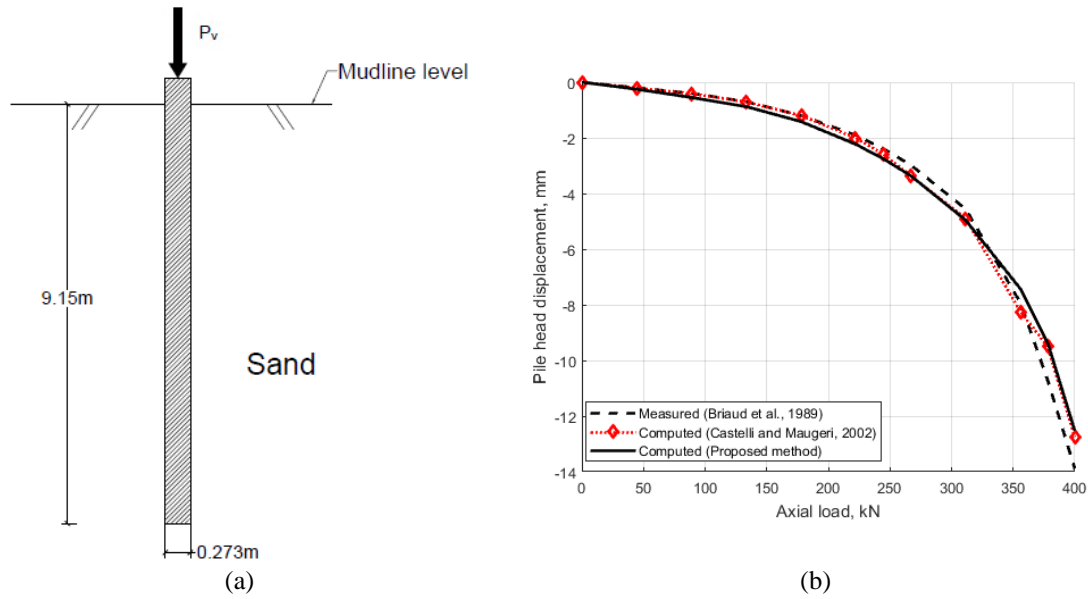 Pv
Mudline level
9.15m
Sand
0.273m
(a)
Pile head displacement, mm
0
-2
-4
-6
-8
-10
-12
-14
Measured (Briaud et al., 1989)
Computed (Castelli and Maugeri, 2002)
Computed (Proposed method)
0 50 100 150 200 250 300 350 400
Axial load, kN
(b)